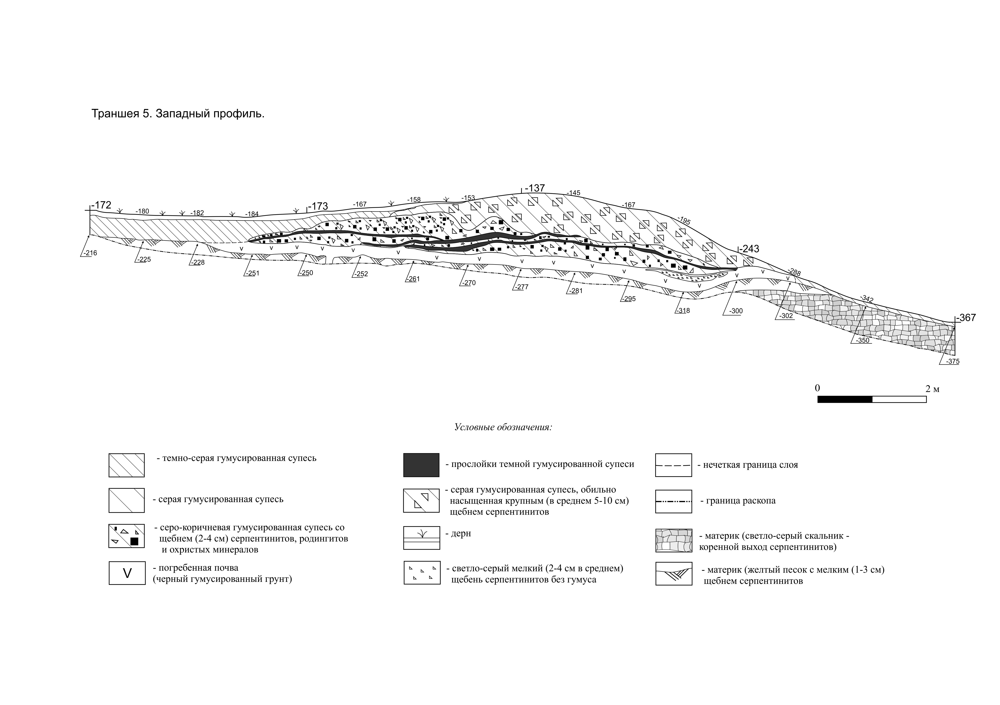 Траншея 5. Западный профиль.
-137
-145
-153
-158
-167
-167
-172
-173
-180
-182
-184
-195
-216
-225
-228
-243
-251
-250
-252
-261
-270
-277
-281
-288
-295
-318
-300
-302
-342
-367
-350
-375
0
2 м
Условные обозначения:
- темно-серая гумусированная супесь
- серая гумусированная супесь
- серо-коричневая гумусированная супесь со
щебнем (2-4 см) серпентинитов, родингитов
и охристых минералов
V
- погребенная почва
(черный гумусированный грунт)
- прослойки темной гумусированной супеси
- серая гумусированная супесь, обильно
насыщенная крупным (в среднем 5-10 см)
щебнем серпентинитов
- дерн
- светло-серый мелкий (2-4 см в среднем)
щебень серпентинитов без гумуса
- нечеткая граница слоя
- граница раскопа
- материк (светло-серый скальник -
коренной выход серпентинитов)
- материк (желтый песок с мелким (1-3 см)
щебнем серпентинитов